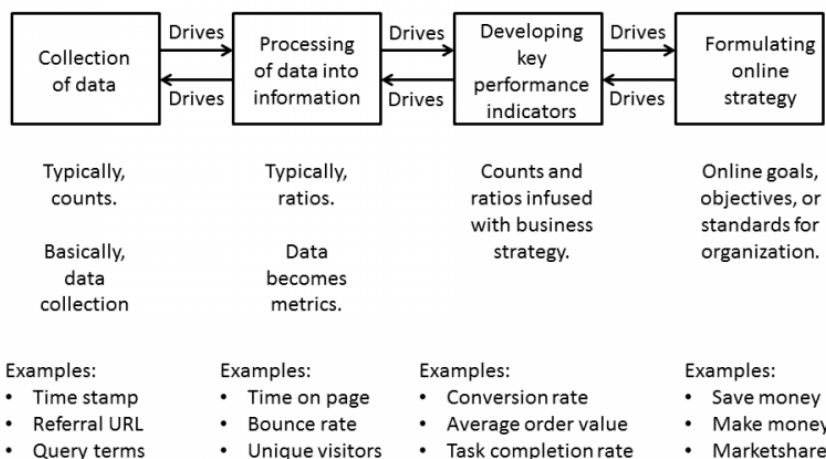 Collection
of data
Drives
Drives
Processing
of data into
information
Drives
Drives
Developing
key
performance
indicators
Drives
Drives
Formulating
online
strategy
Typically,
counts.
Basically,
data
collection
Typically,
ratios.
Data
becomes
metrics.
Counts and
ratios infused
with business
strategy.
Online goals,
objectives, or
standards for
organization.
Examples:
• Time stamp
• Referral URL
• Query terms
Examples:
• Time on page
• Bounce rate
• Unique visitors
Examples:
• Conversion rate
• Average order value
• Task completion rate
Examples:
• Save money
• Make money
• Marketshare